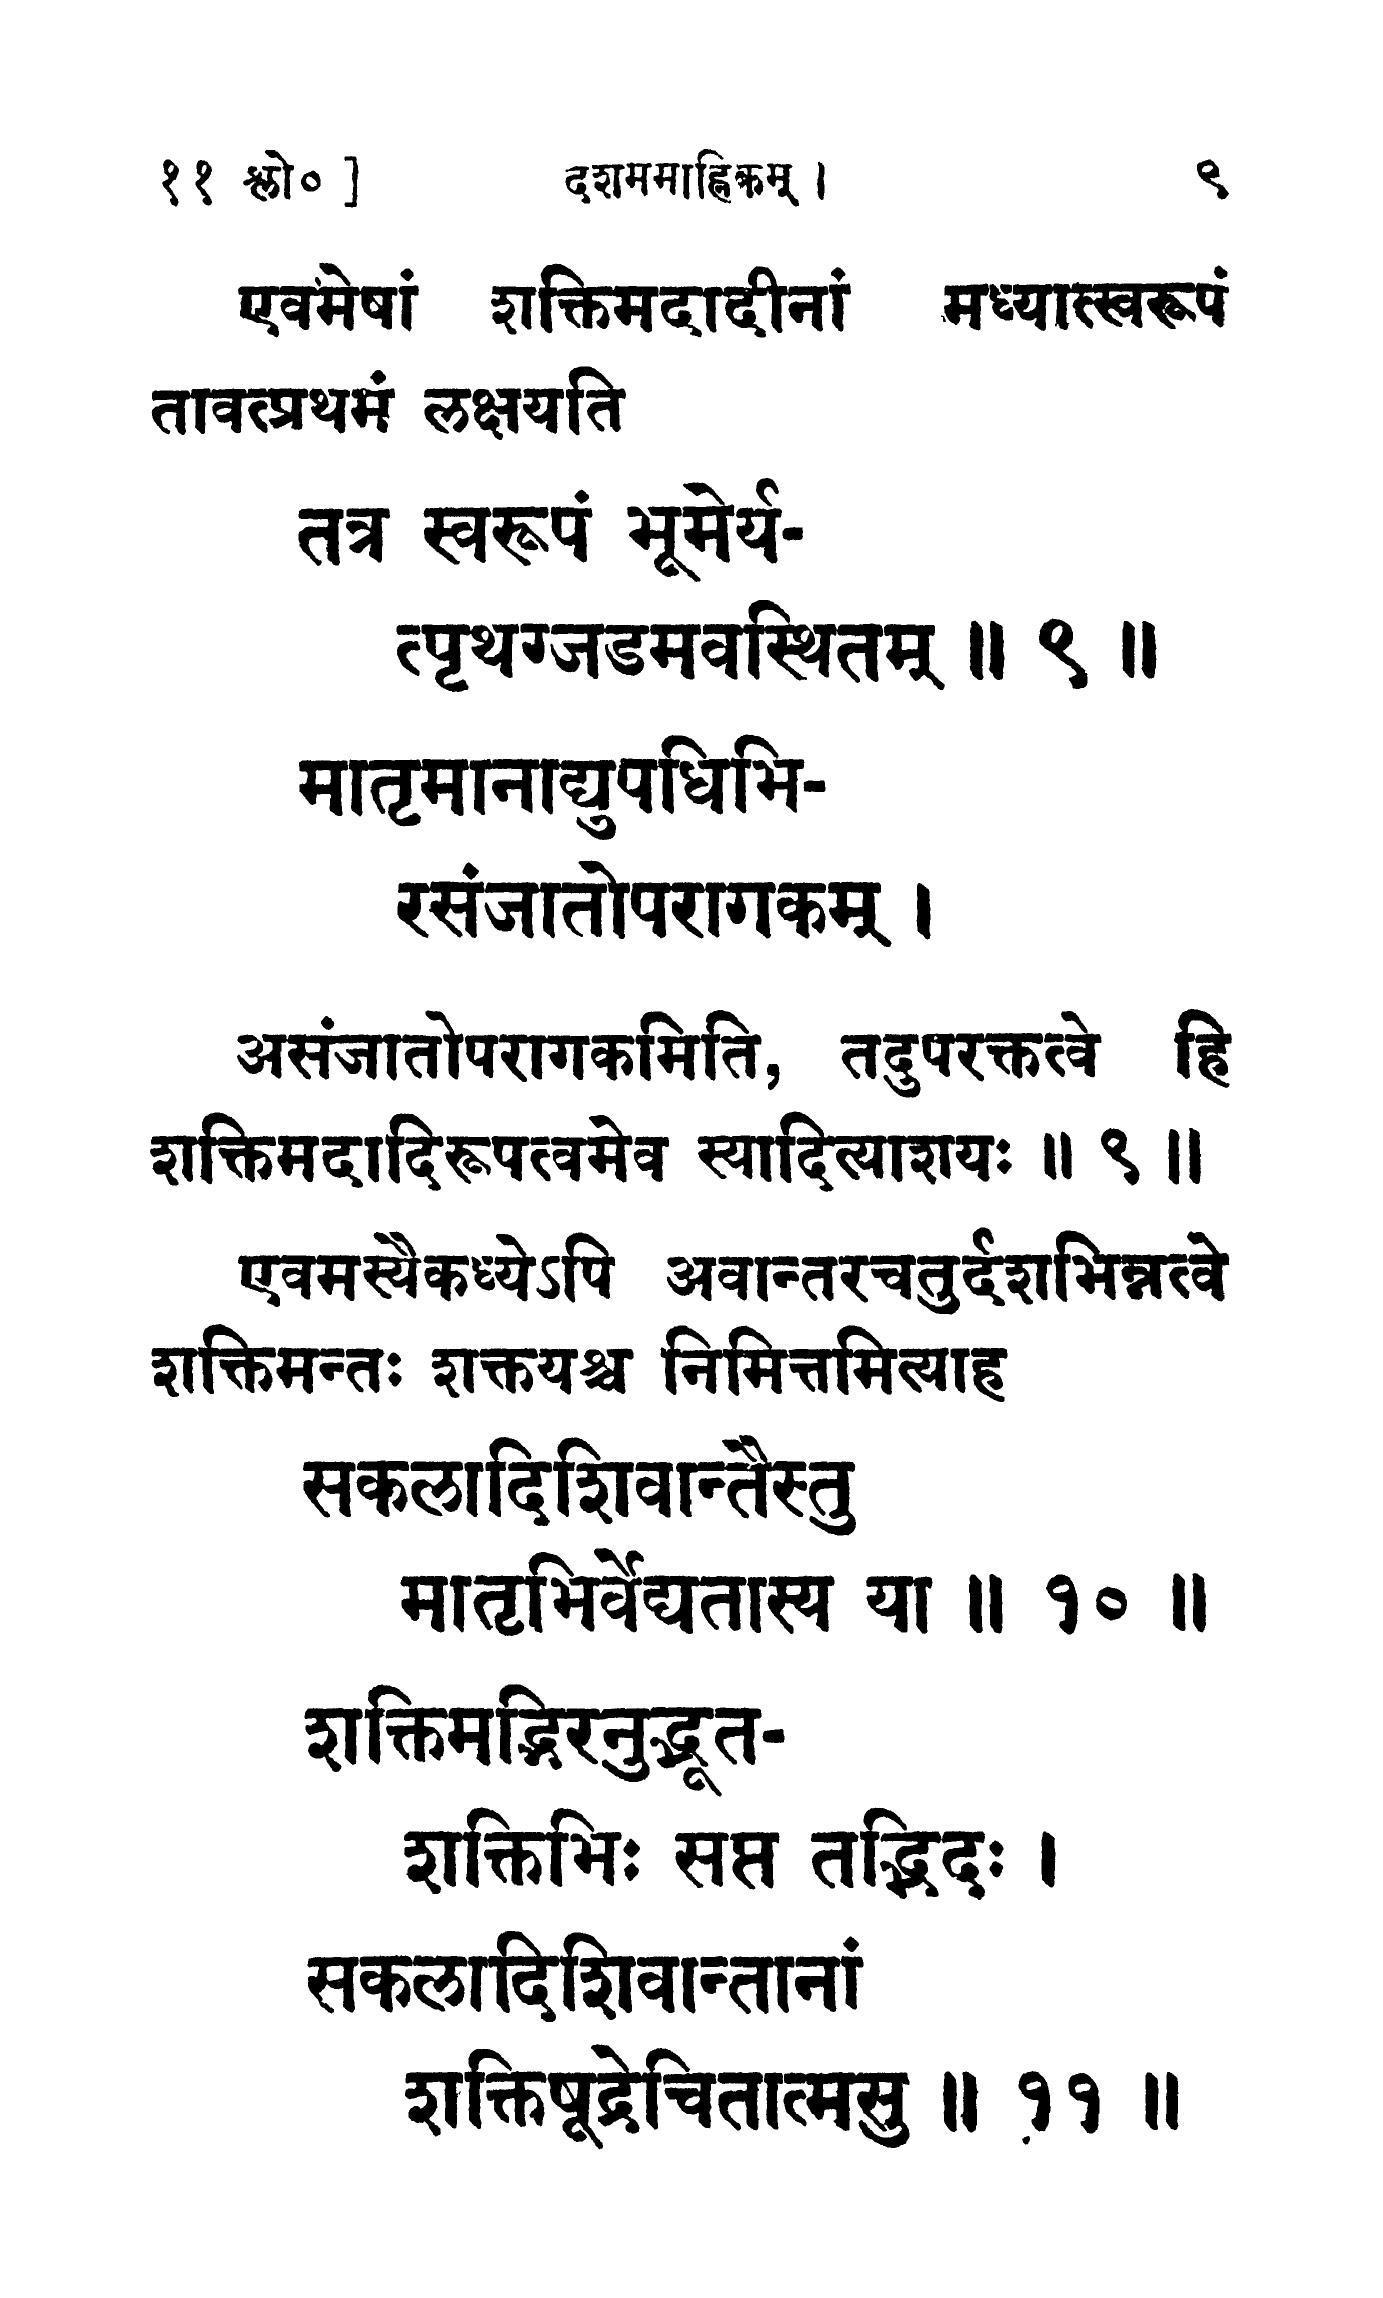 ११ श्लो० ] दशममाह्निकम् । ९
एवमेषां शक्तिमदादीनां मध्यात्स्वरूपं
तावत्प्रथमं लक्षयति
तत्र स्वरूपं भूमेर्य-
त्पृथग्जडमवस्थितम् ॥ ९ ॥
मातृमानाद्युपधिभि-
रसंजातोपरागकम् ।
असंजातोपरागकमिति, तदुपरक्तत्वे हि
शक्तिमदादिरूपत्वमेव स्यादित्याशयः ॥ ९ ॥
एवमस्यैकध्येऽपि अवान्तरचतुर्दशभिन्नत्वे
शक्तिमन्तः शक्तयश्च निमित्तमित्याह
सकलादिशिवान्तैस्तु
मातृभिर्वेद्यतास्य या ॥ १० ॥
शक्तिमद्भिरनुद्भूत-
शक्तिभिः सप्त तद्भिदः ।
सकलादिशिवान्तानां
शक्तिषूद्रेचितात्मसु ॥ ११ ॥